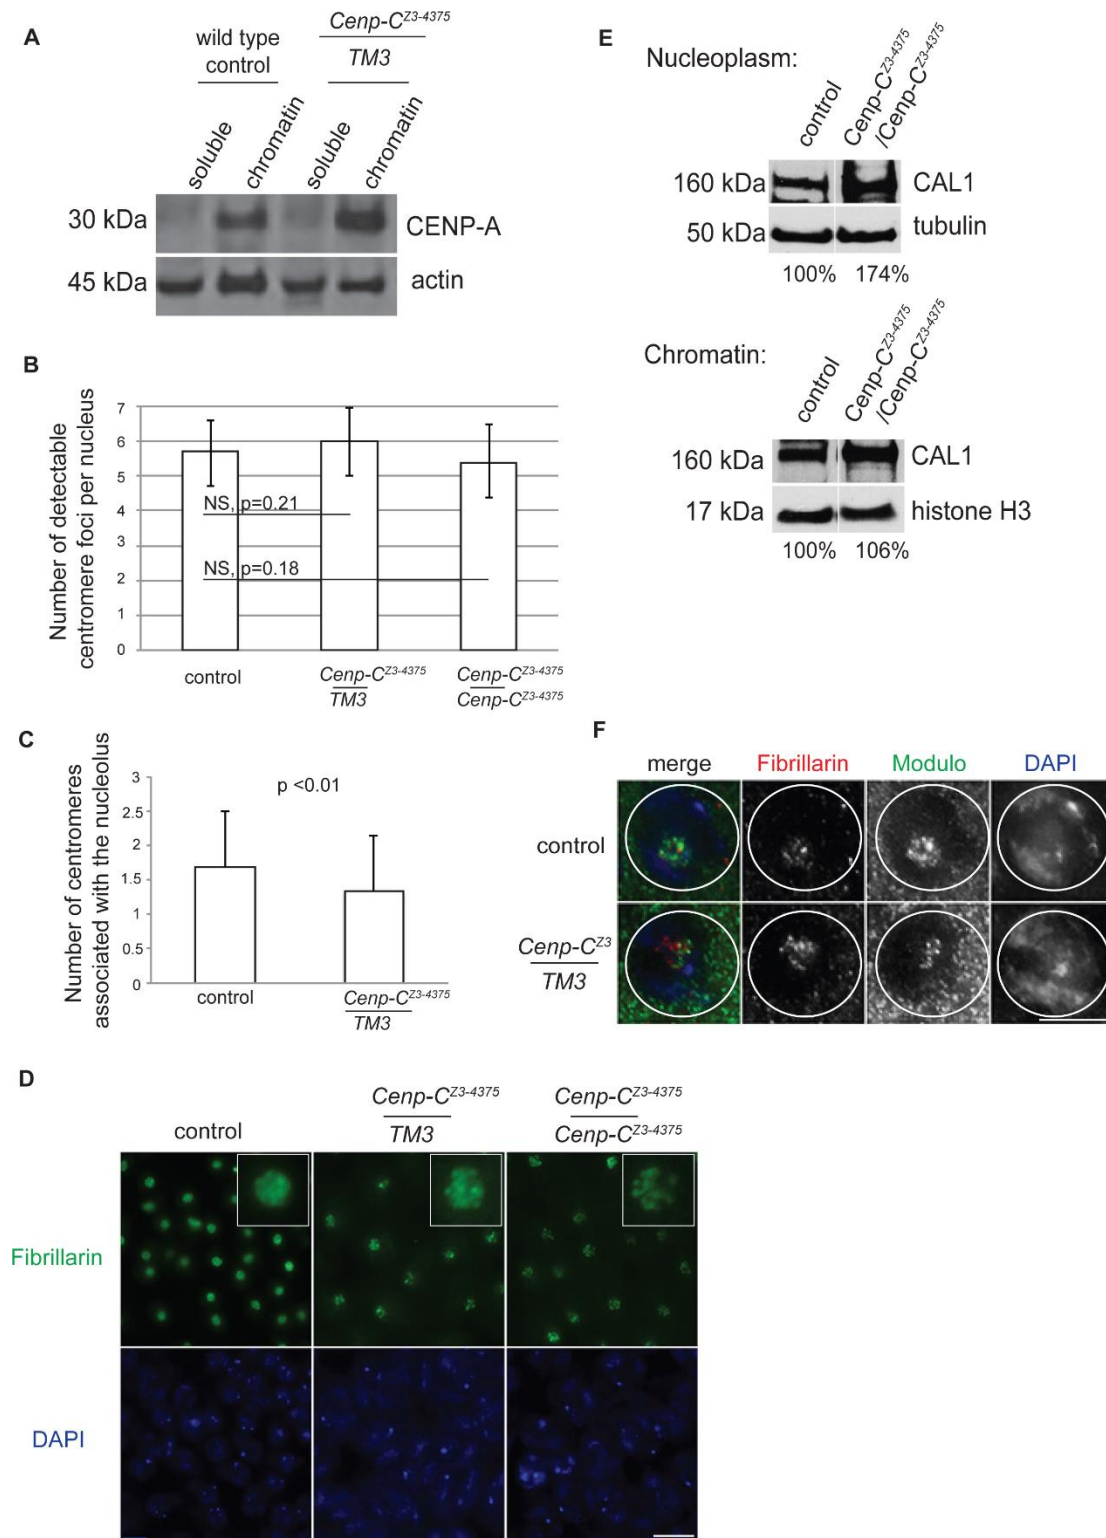 A
wild type
control
Cenp-C^Z3-4375
TM3
soluble
chromatin
soluble
chromatin
30 kDa
CENP-A
45 kDa
actin
B
Number of detectable
centromere foci per nucleus
7
6
5
4
3
2
1
0
NS, p=0.21
NS, p=0.18
control
Cenp-C^Z3-4375
TM3
Cenp-C^Z3-4375
Cenp-C^Z3-4375
C
Number of centromeres
associated with the nucleolus
3
2.5
2
1.5
1
0.5
0
p <0.01
control
Cenp-C^Z3-4375
TM3
D
control
Cenp-C^Z3-4375
TM3
Cenp-C^Z3-4375
Cenp-C^Z3-4375
Fibrillarin
DAPI
E
Nucleoplasm:
control
Cenp-C^Z3-4375
/Cenp-C^Z3-4375
160 kDa
CAL1
50 kDa
tubulin
100% 174%
Chromatin:
control
Cenp-C^Z3-4375
/Cenp-C^Z3-4375
160 kDa
CAL1
17 kDa
histone H3
100% 106%
F
merge Fibrillarin Modulo DAPI
control
Cenp-C^Z3
TM3